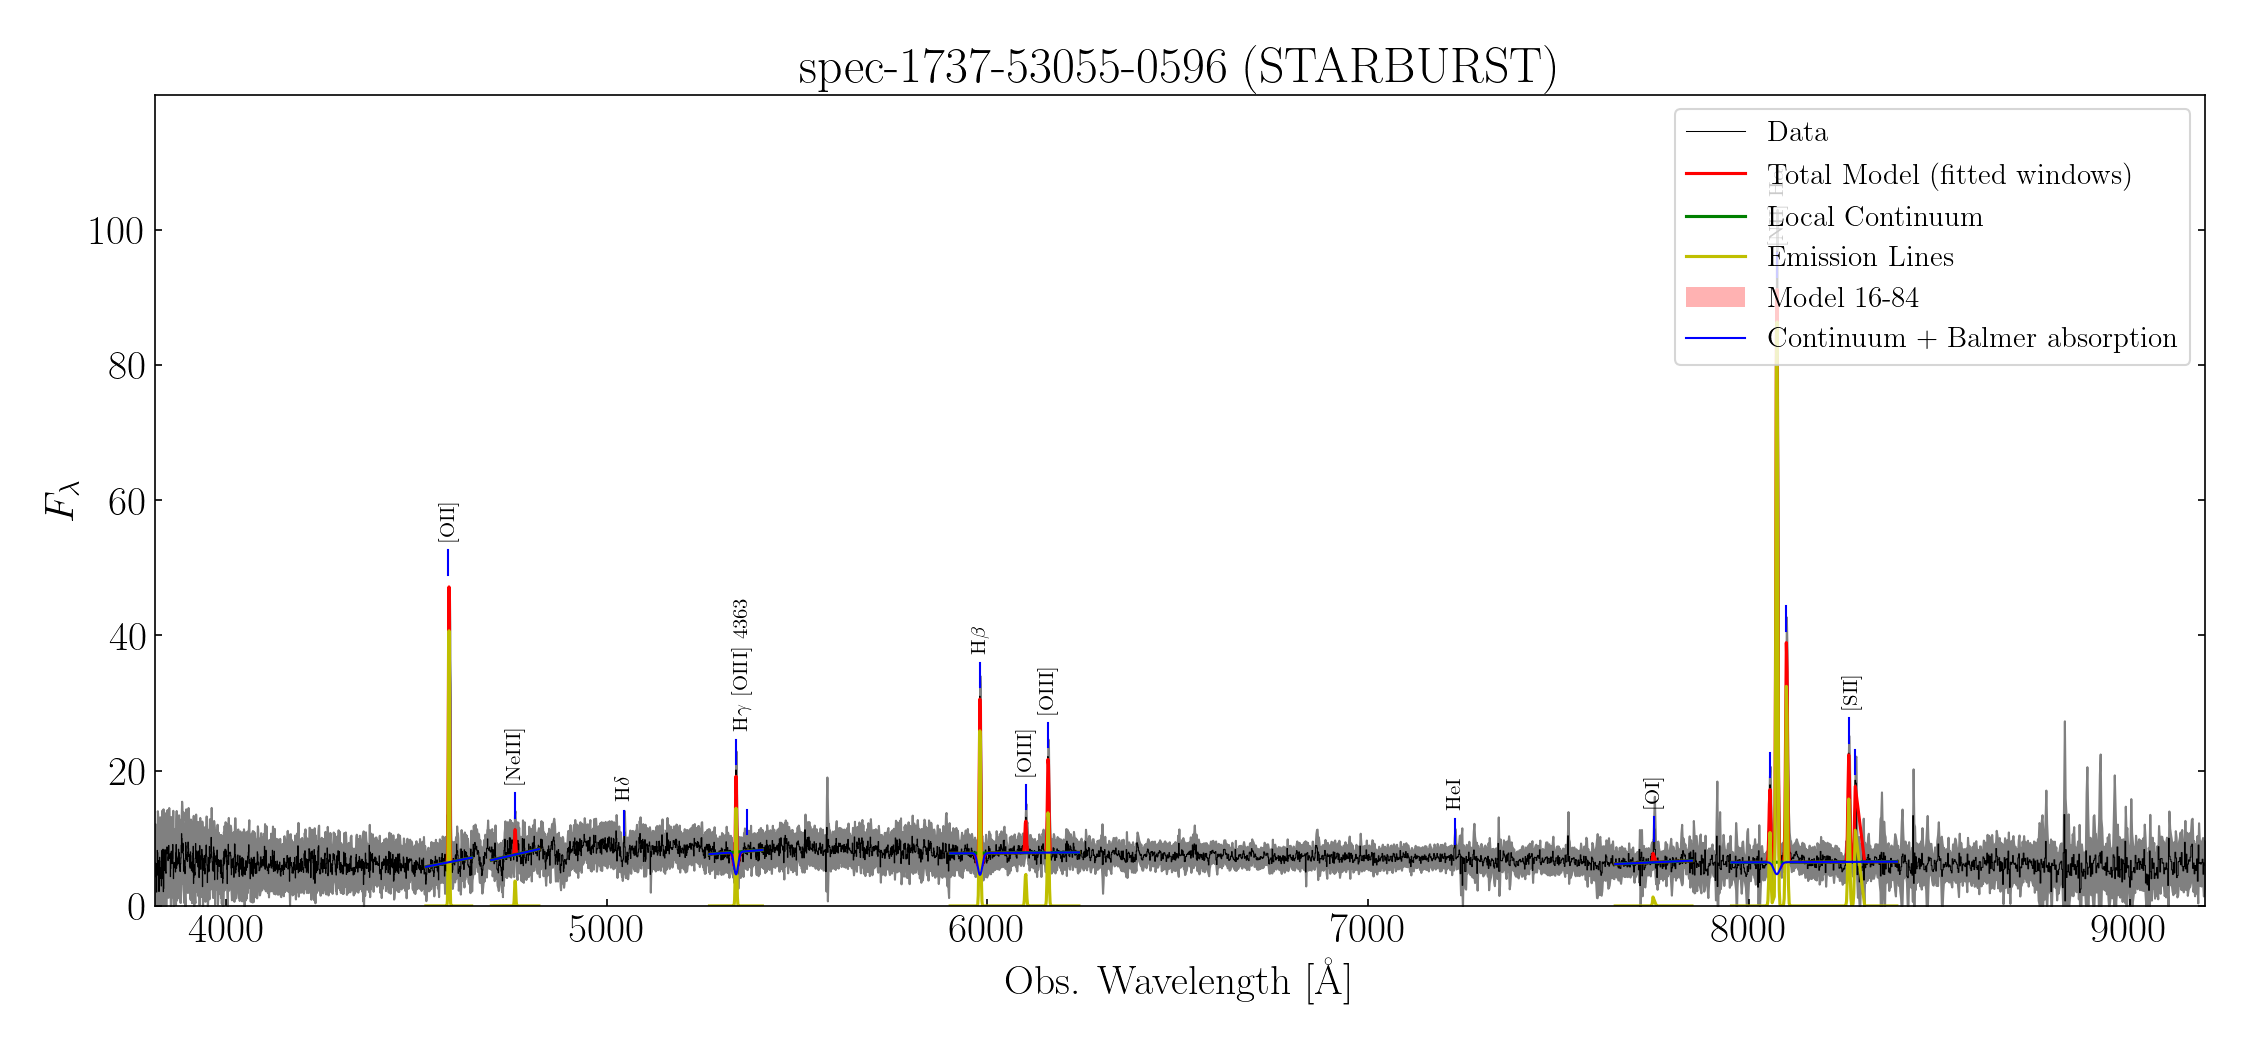 spec-1737-53055-0596 (STARBURST)
Data
Total Model (fitted windows)
Local Continuum
Emission Lines
Model 16-84
Continuum + Balmer absorption
[OII]
[NeIII]
Hδ
Hγ [OIII] 4363
Hβ
[OIII]
[OIII]
HeI
[OI]
[SII]
Fλ
100
80
60
40
20
0
4000
5000
6000
7000
8000
9000
Obs. Wavelength [Å]